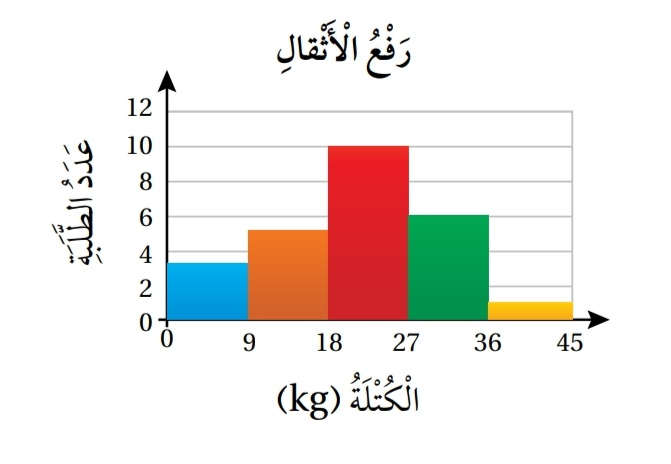 رَفْعُ الْأَثْقالِ
عَدَدُ الطَّلَبَةِ
12
10
8
6
4
2
0
0 9 18 27 36 45
الْكُتْلَةُ (kg)